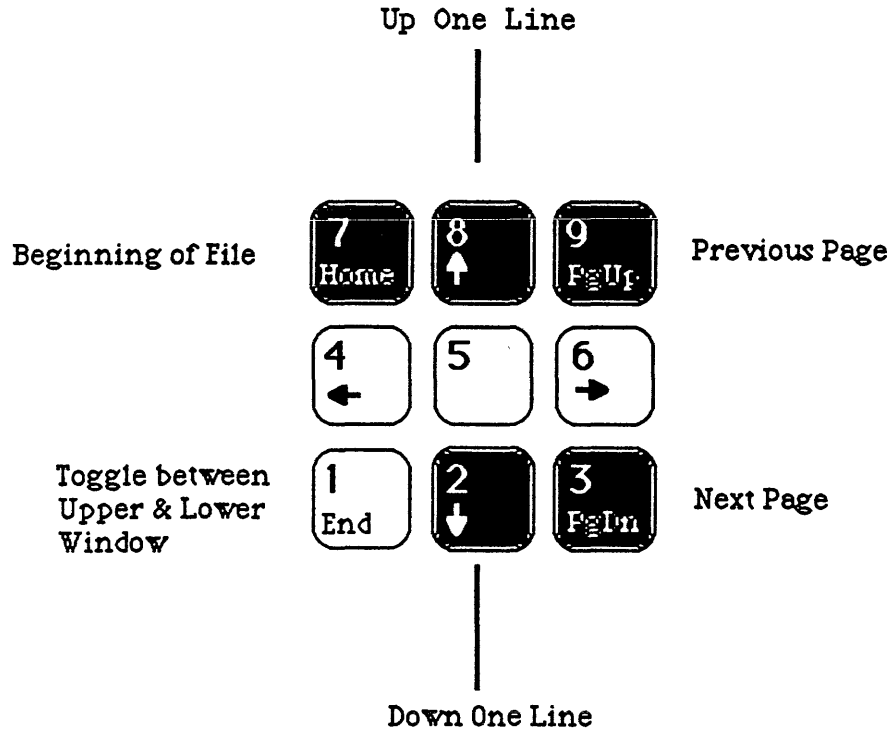 Up One Line
Beginning of File
7
Home
8
9
PgUp
Previous Page
4
5
6
Toggle between
Upper & Lower
Window
1
End
2
3
PgDn
Next Page
Down One Line